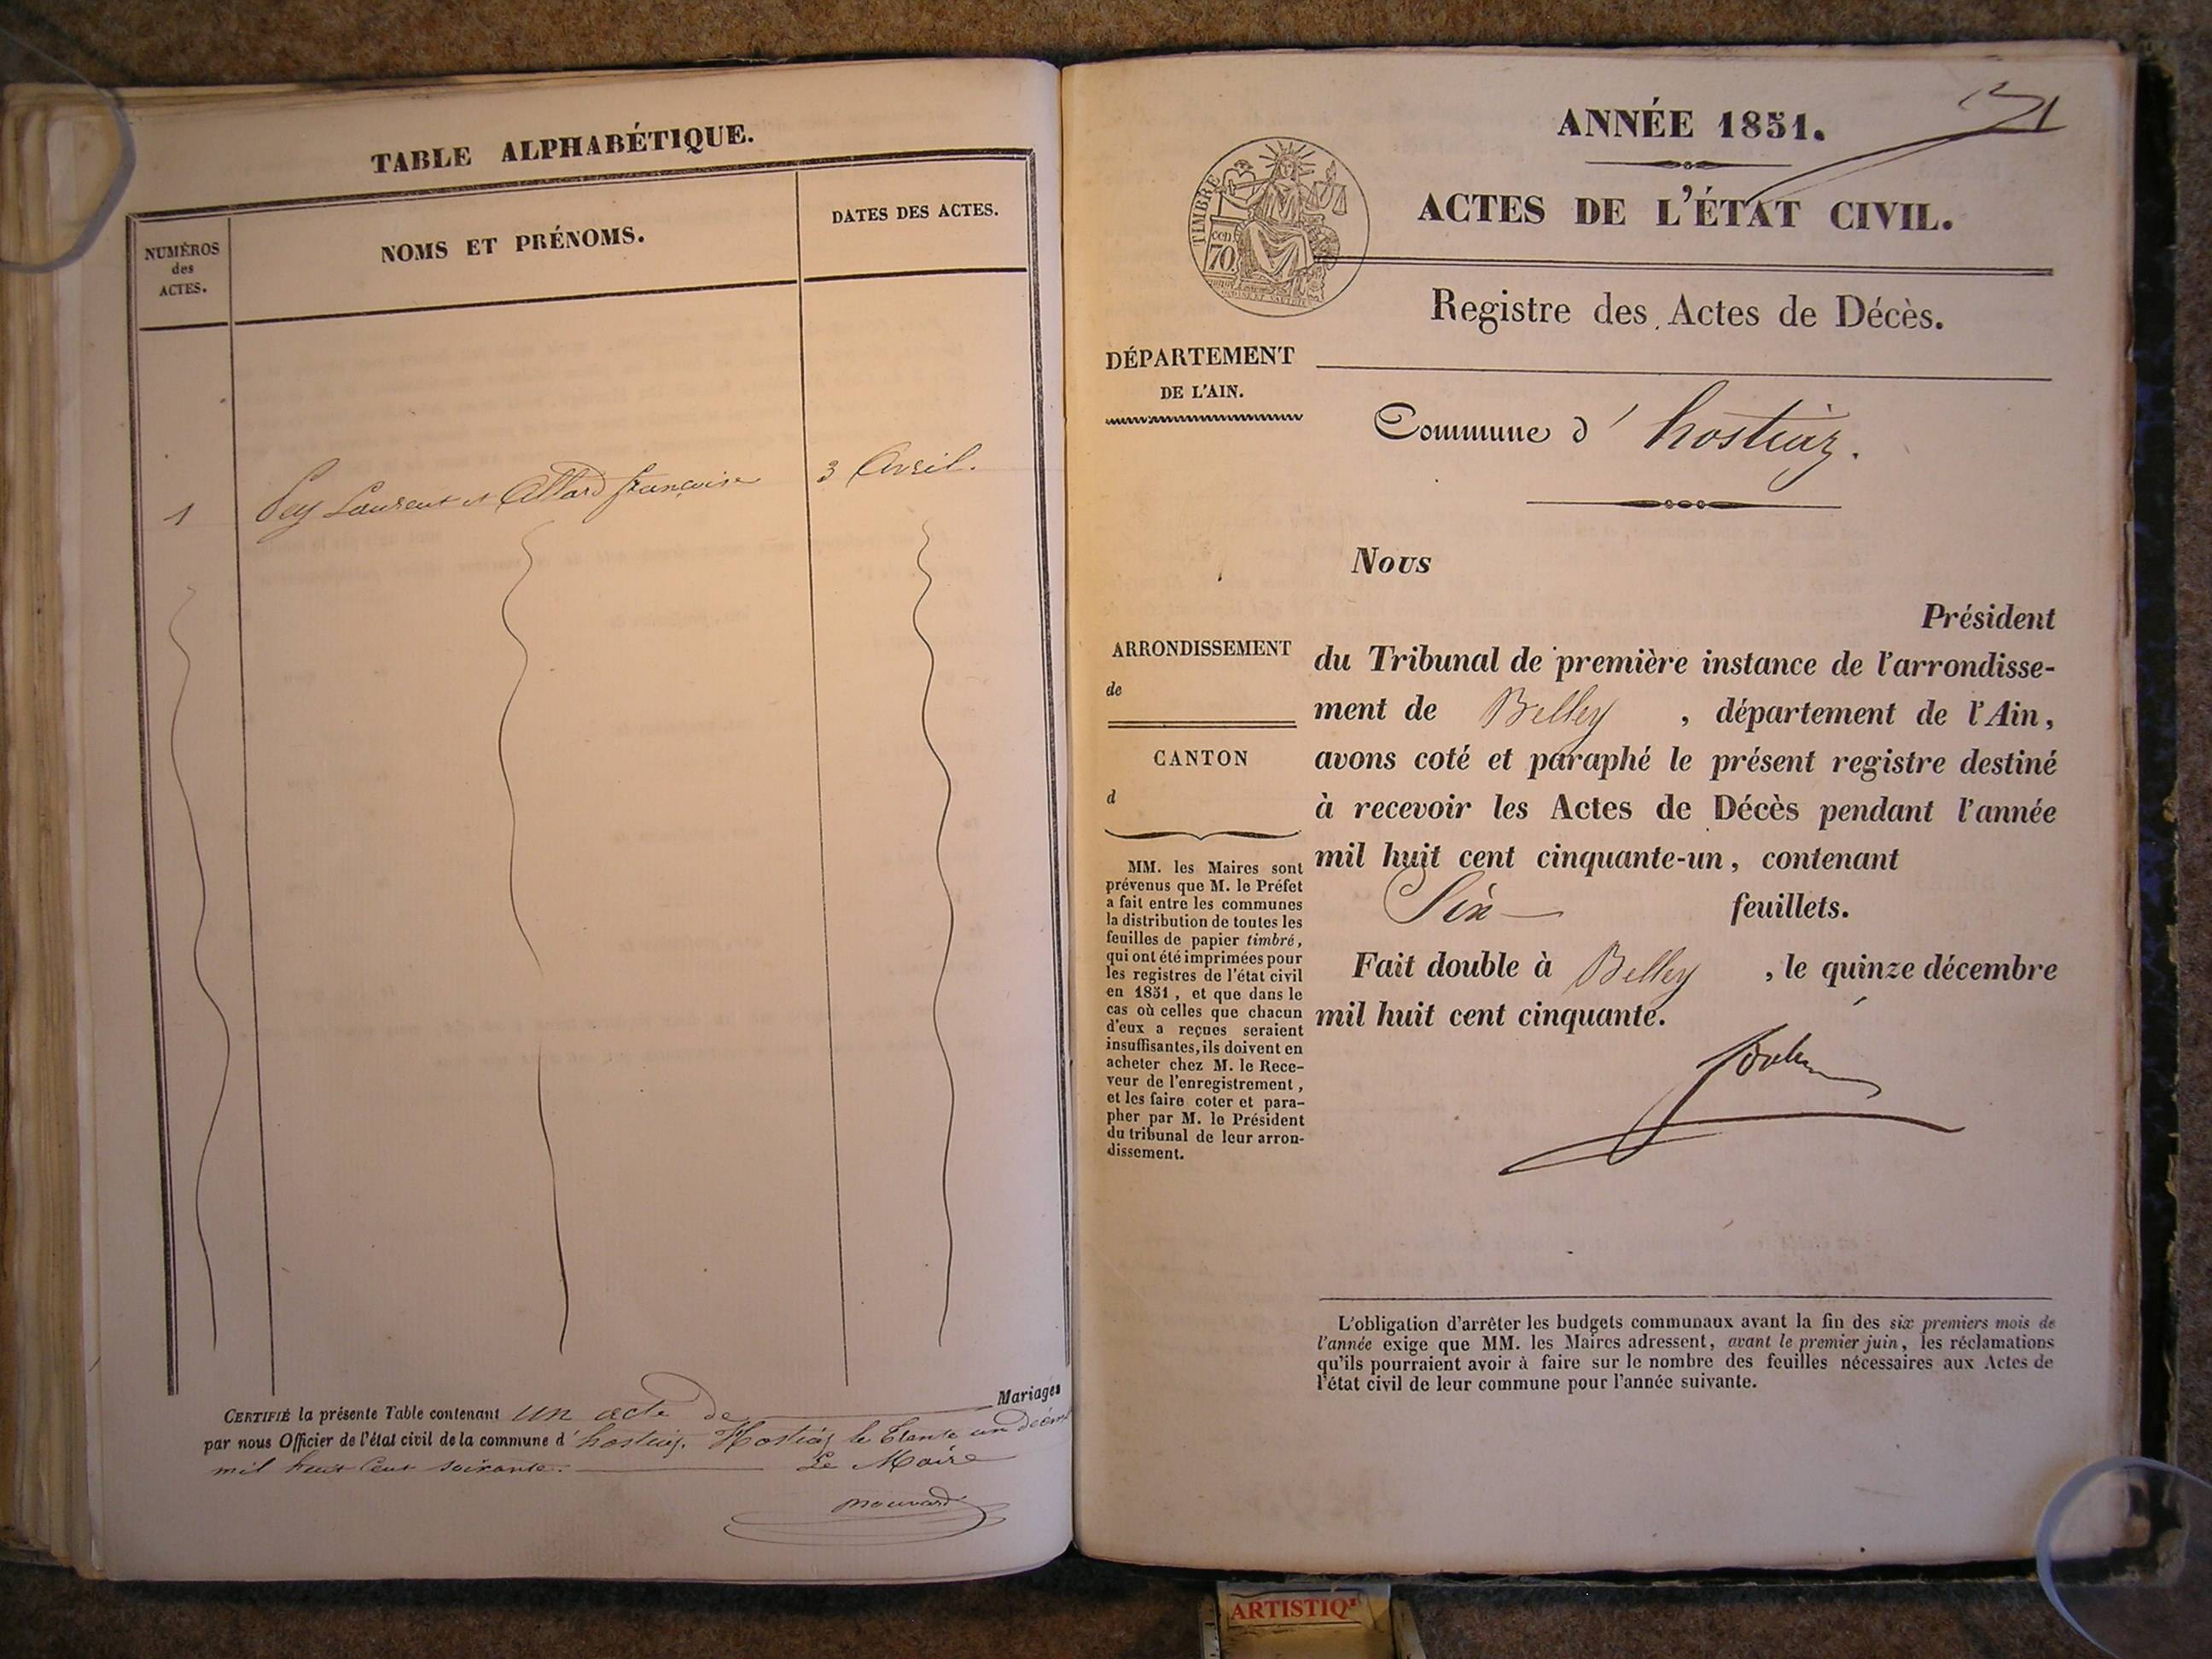 TABLE ALPHABÉTIQUE.
NUMÉROS
des
ACTES.
NOMS ET PRÉNOMS.
DATES DES ACTES.
1 Pey Laurent et Allard françoise 3 Avril.
CERTIFIÉ la présente Table contenant un acte de Mariages
par nous Officier de l'état civil de la commune d' hostiaz. Hostiaz le trente un décem
mil huit Cent soixante. Le Maire
ANNÉE 1851.
1
ACTES DE L'ÉTAT CIVIL.
TIMBRE
70
Registre des Actes de Décès.
DÉPARTEMENT
DE L'AIN.
Commune d' hostiaz.
Nous
Président
du Tribunal de première instance de l'arrondisse-
ment de Belley , département de l'Ain,
avons coté et paraphé le présent registre destiné
à recevoir les Actes de Décès pendant l'année
mil huit cent cinquante-un, contenant
Six feuillets.
Fait double à Belley , le quinze décembre
mil huit cent cinquante.
ARRONDISSEMENT
de
CANTON
d
MM. les Maires sont
prévenus que M. le Préfet
a fait entre les communes
la distribution de toutes les
feuilles de papier timbré,
qui ont été imprimées pour
les registres de l'état civil
en 1851, et que dans le
cas où celles que chacun
d'eux a reçues seraient
insuffisantes, ils doivent en
acheter chez M. le Rece-
veur de l'enregistrement,
et les faire coter et para-
pher par M. le Président
du tribunal de leur arron-
dissement.
L'obligation d'arrêter les budgets communaux avant la fin des six premiers mois de
l'année exige que MM. les Maires adressent, avant le premier juin, les réclamations
qu'ils pourraient avoir à faire sur le nombre des feuilles nécessaires aux Actes de
l'état civil de leur commune pour l'année suivante.
ARTISTIQ